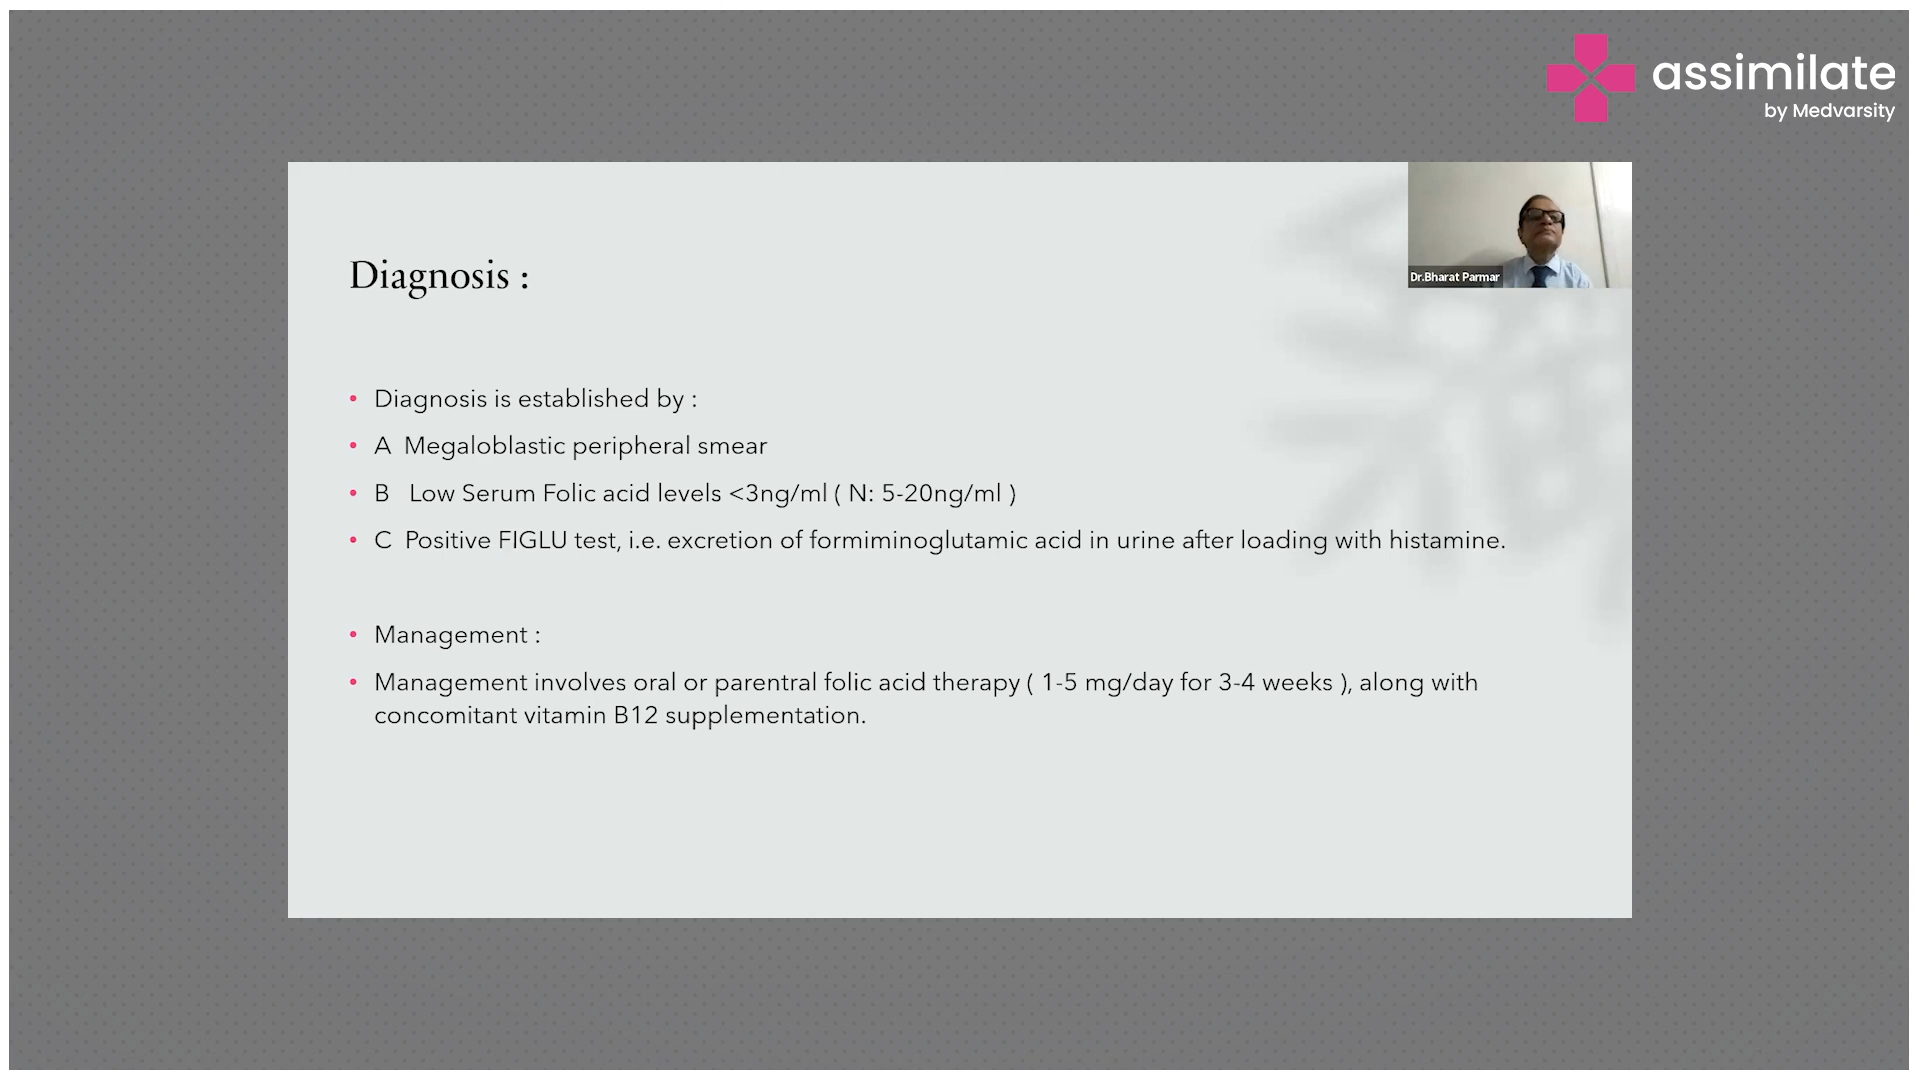 assimilate
by Medvarsity
Dr.Bharat Parmar
Diagnosis :
• Diagnosis is established by :
• A Megaloblastic peripheral smear
• B Low Serum Folic acid levels <3ng/ml ( N: 5-20ng/ml )
• C Positive FIGLU test, i.e. excretion of formiminoglutamic acid in urine after loading with histamine.
• Management :
• Management involves oral or parentral folic acid therapy ( 1-5 mg/day for 3-4 weeks ), along with
concomitant vitamin B12 supplementation.